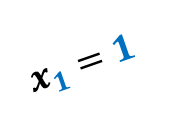 x₁ = 1